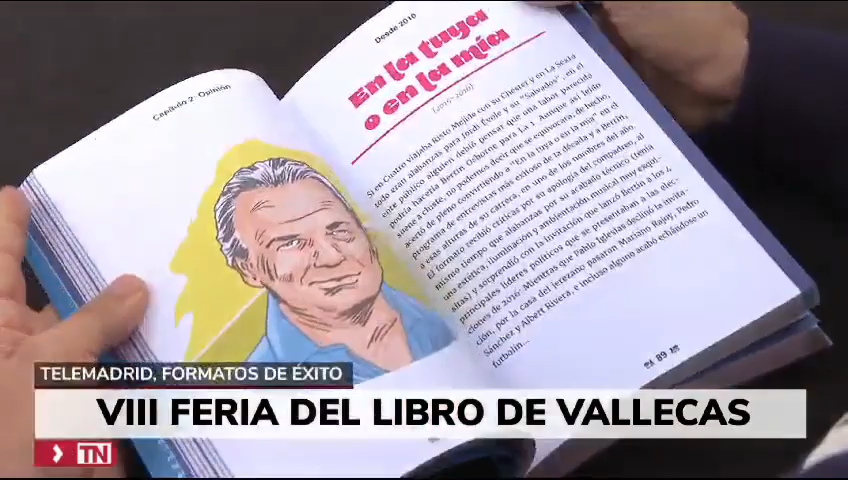 Capítulo 2: Opinión
Desde 2010
En la tuya
o en la mía
(2015-2016)
Si en Cuatro viajaba Risto Mejide con su Chester y en La Sexta
todo eran alabanzas para Jordi Évole y su "Salvados", en el
ente público alguien debió pensar que una labor parecida
podría hacerla Bertín Osborne para La 1. Aunque así leído
suene a chiste, no podemos decir que se equivocara, de hecho,
acertó de pleno convirtiendo a "En la tuya o en la mía" en el
programa de entrevistas más exitoso de la década y a Bertín,
a esas alturas de su carrera, en uno de los nombres del año.
El formato recibió críticas por su apología del compadreo, al
mismo tiempo que alabanzas por su acabado técnico (tenía
una estética, iluminación y ambientación musical muy exqui-
sitas) y sorprendió con la invitación que lanzó Bertín a los 4
principales líderes políticos que se presentaban a las elec-
ciones de 2016. Mientras que Pablo Iglesias declinó la invita-
ción, por la casa del jerezano pasaron Mariano Rajoy, Pedro
Sánchez y Albert Rivera, e incluso alguno acabó echándose un
futbolín...
89
TELEMADRID, FORMATOS DE ÉXITO
VIII FERIA DEL LIBRO DE VALLECAS
TN